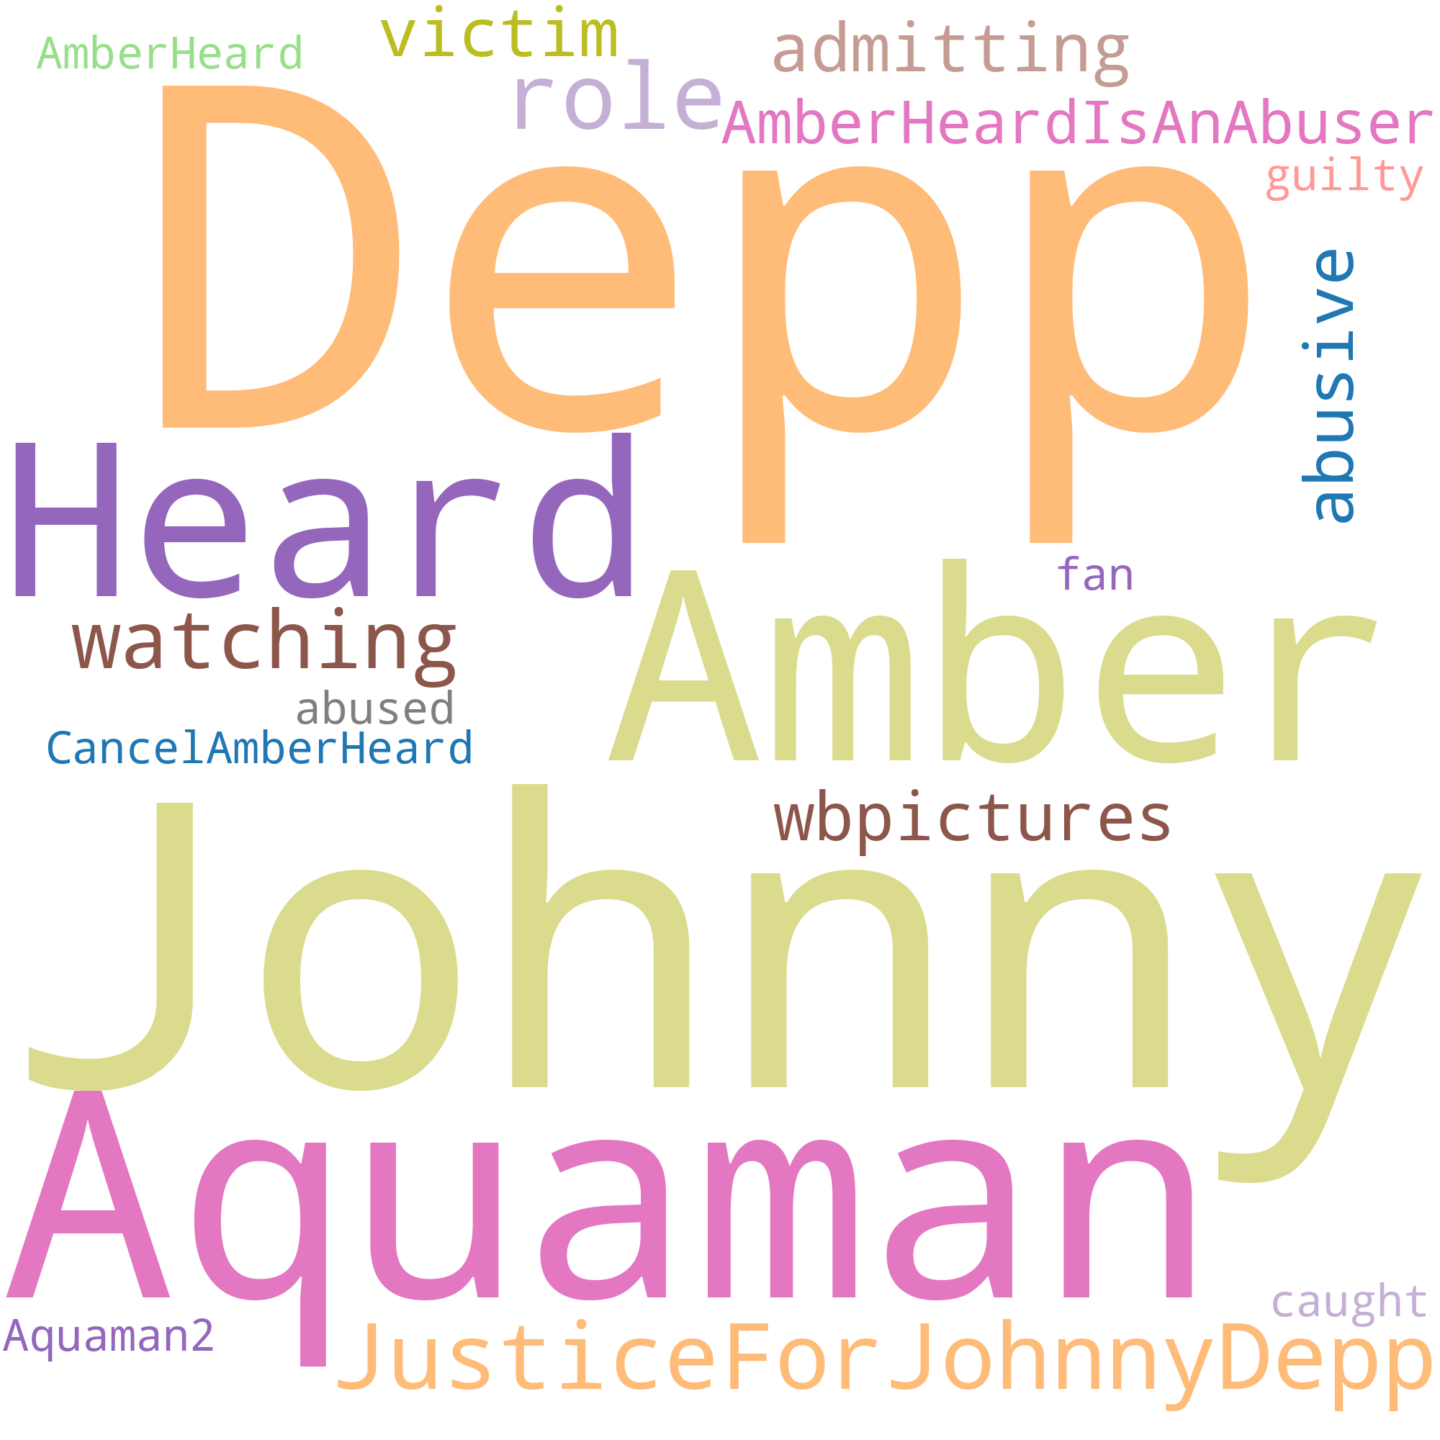 victim
admitting
AmberHeard
role
AmberHeardIsAnAbuser
guilty
Depp
abusive
Heard
fan
Amber
watching
abused
CancelAmberHeard
wbpictures
Johnny
Aquaman
caught
Aquaman2
JusticeForJohnnyDepp